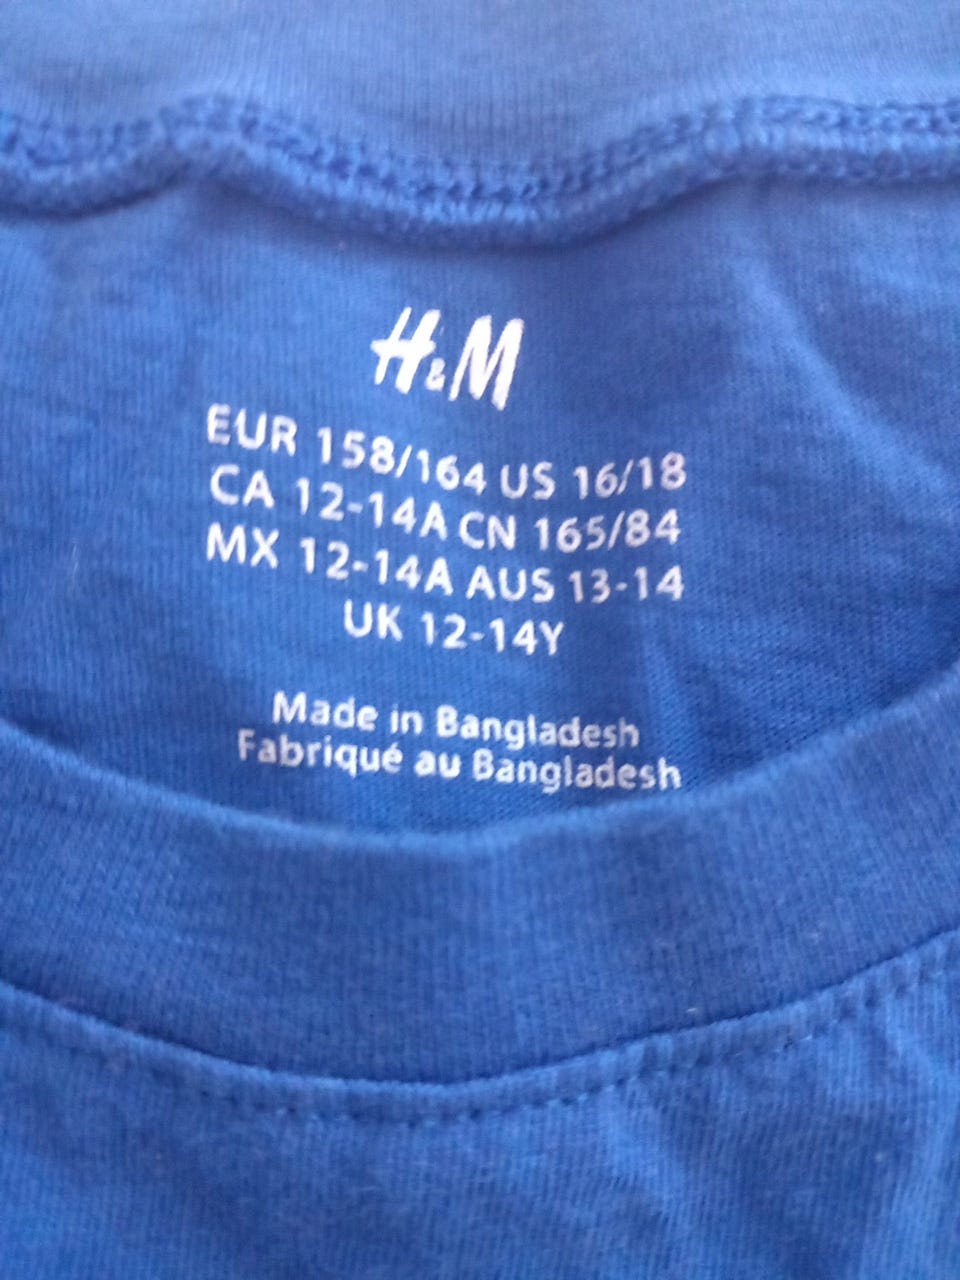 H&M
EUR 158/164 US 16/18
CA 12-14A CN 165/84
MX 12-14A AUS 13-14
UK 12-14Y
Made in Bangladesh
Fabriqué au Bangladesh